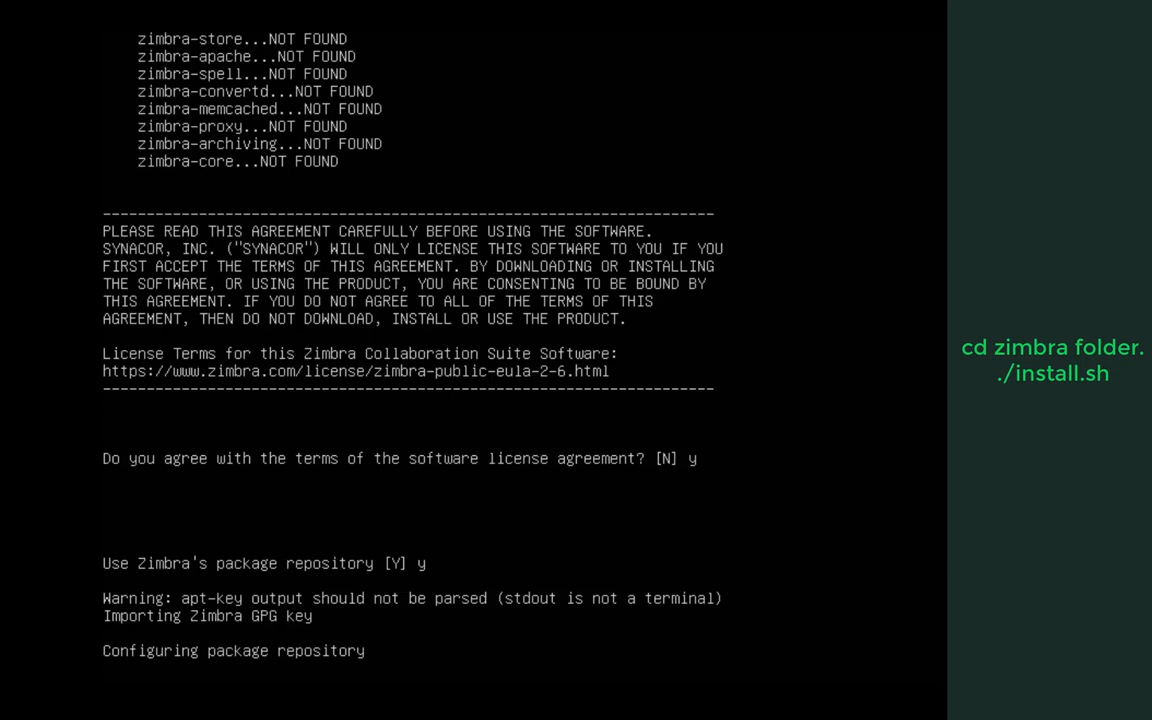 zimbra-store...NOT FOUND
zimbra-apache...NOT FOUND
zimbra-spell...NOT FOUND
zimbra-convertd...NOT FOUND
zimbra-memcached...NOT FOUND
zimbra-proxy...NOT FOUND
zimbra-archiving...NOT FOUND
zimbra-core...NOT FOUND
----------------------------------------------------------------------
PLEASE READ THIS AGREEMENT CAREFULLY BEFORE USING THE SOFTWARE.
SYNACOR, INC. ("SYNACOR") WILL ONLY LICENSE THIS SOFTWARE TO YOU IF YOU
FIRST ACCEPT THE TERMS OF THIS AGREEMENT. BY DOWNLOADING OR INSTALLING
THE SOFTWARE, OR USING THE PRODUCT, YOU ARE CONSENTING TO BE BOUND BY
THIS AGREEMENT. IF YOU DO NOT AGREE TO ALL OF THE TERMS OF THIS
AGREEMENT, THEN DO NOT DOWNLOAD, INSTALL OR USE THE PRODUCT.
License Terms for this Zimbra Collaboration Suite Software:
https://www.zimbra.com/license/zimbra-public-eula-2-6.html
----------------------------------------------------------------------
Do you agree with the terms of the software license agreement? [N] y
Use Zimbra's package repository [Y] y
Warning: apt-key output should not be parsed (stdout is not a terminal)
Importing Zimbra GPG key
Configuring package repository
cd zimbra folder.
./install.sh